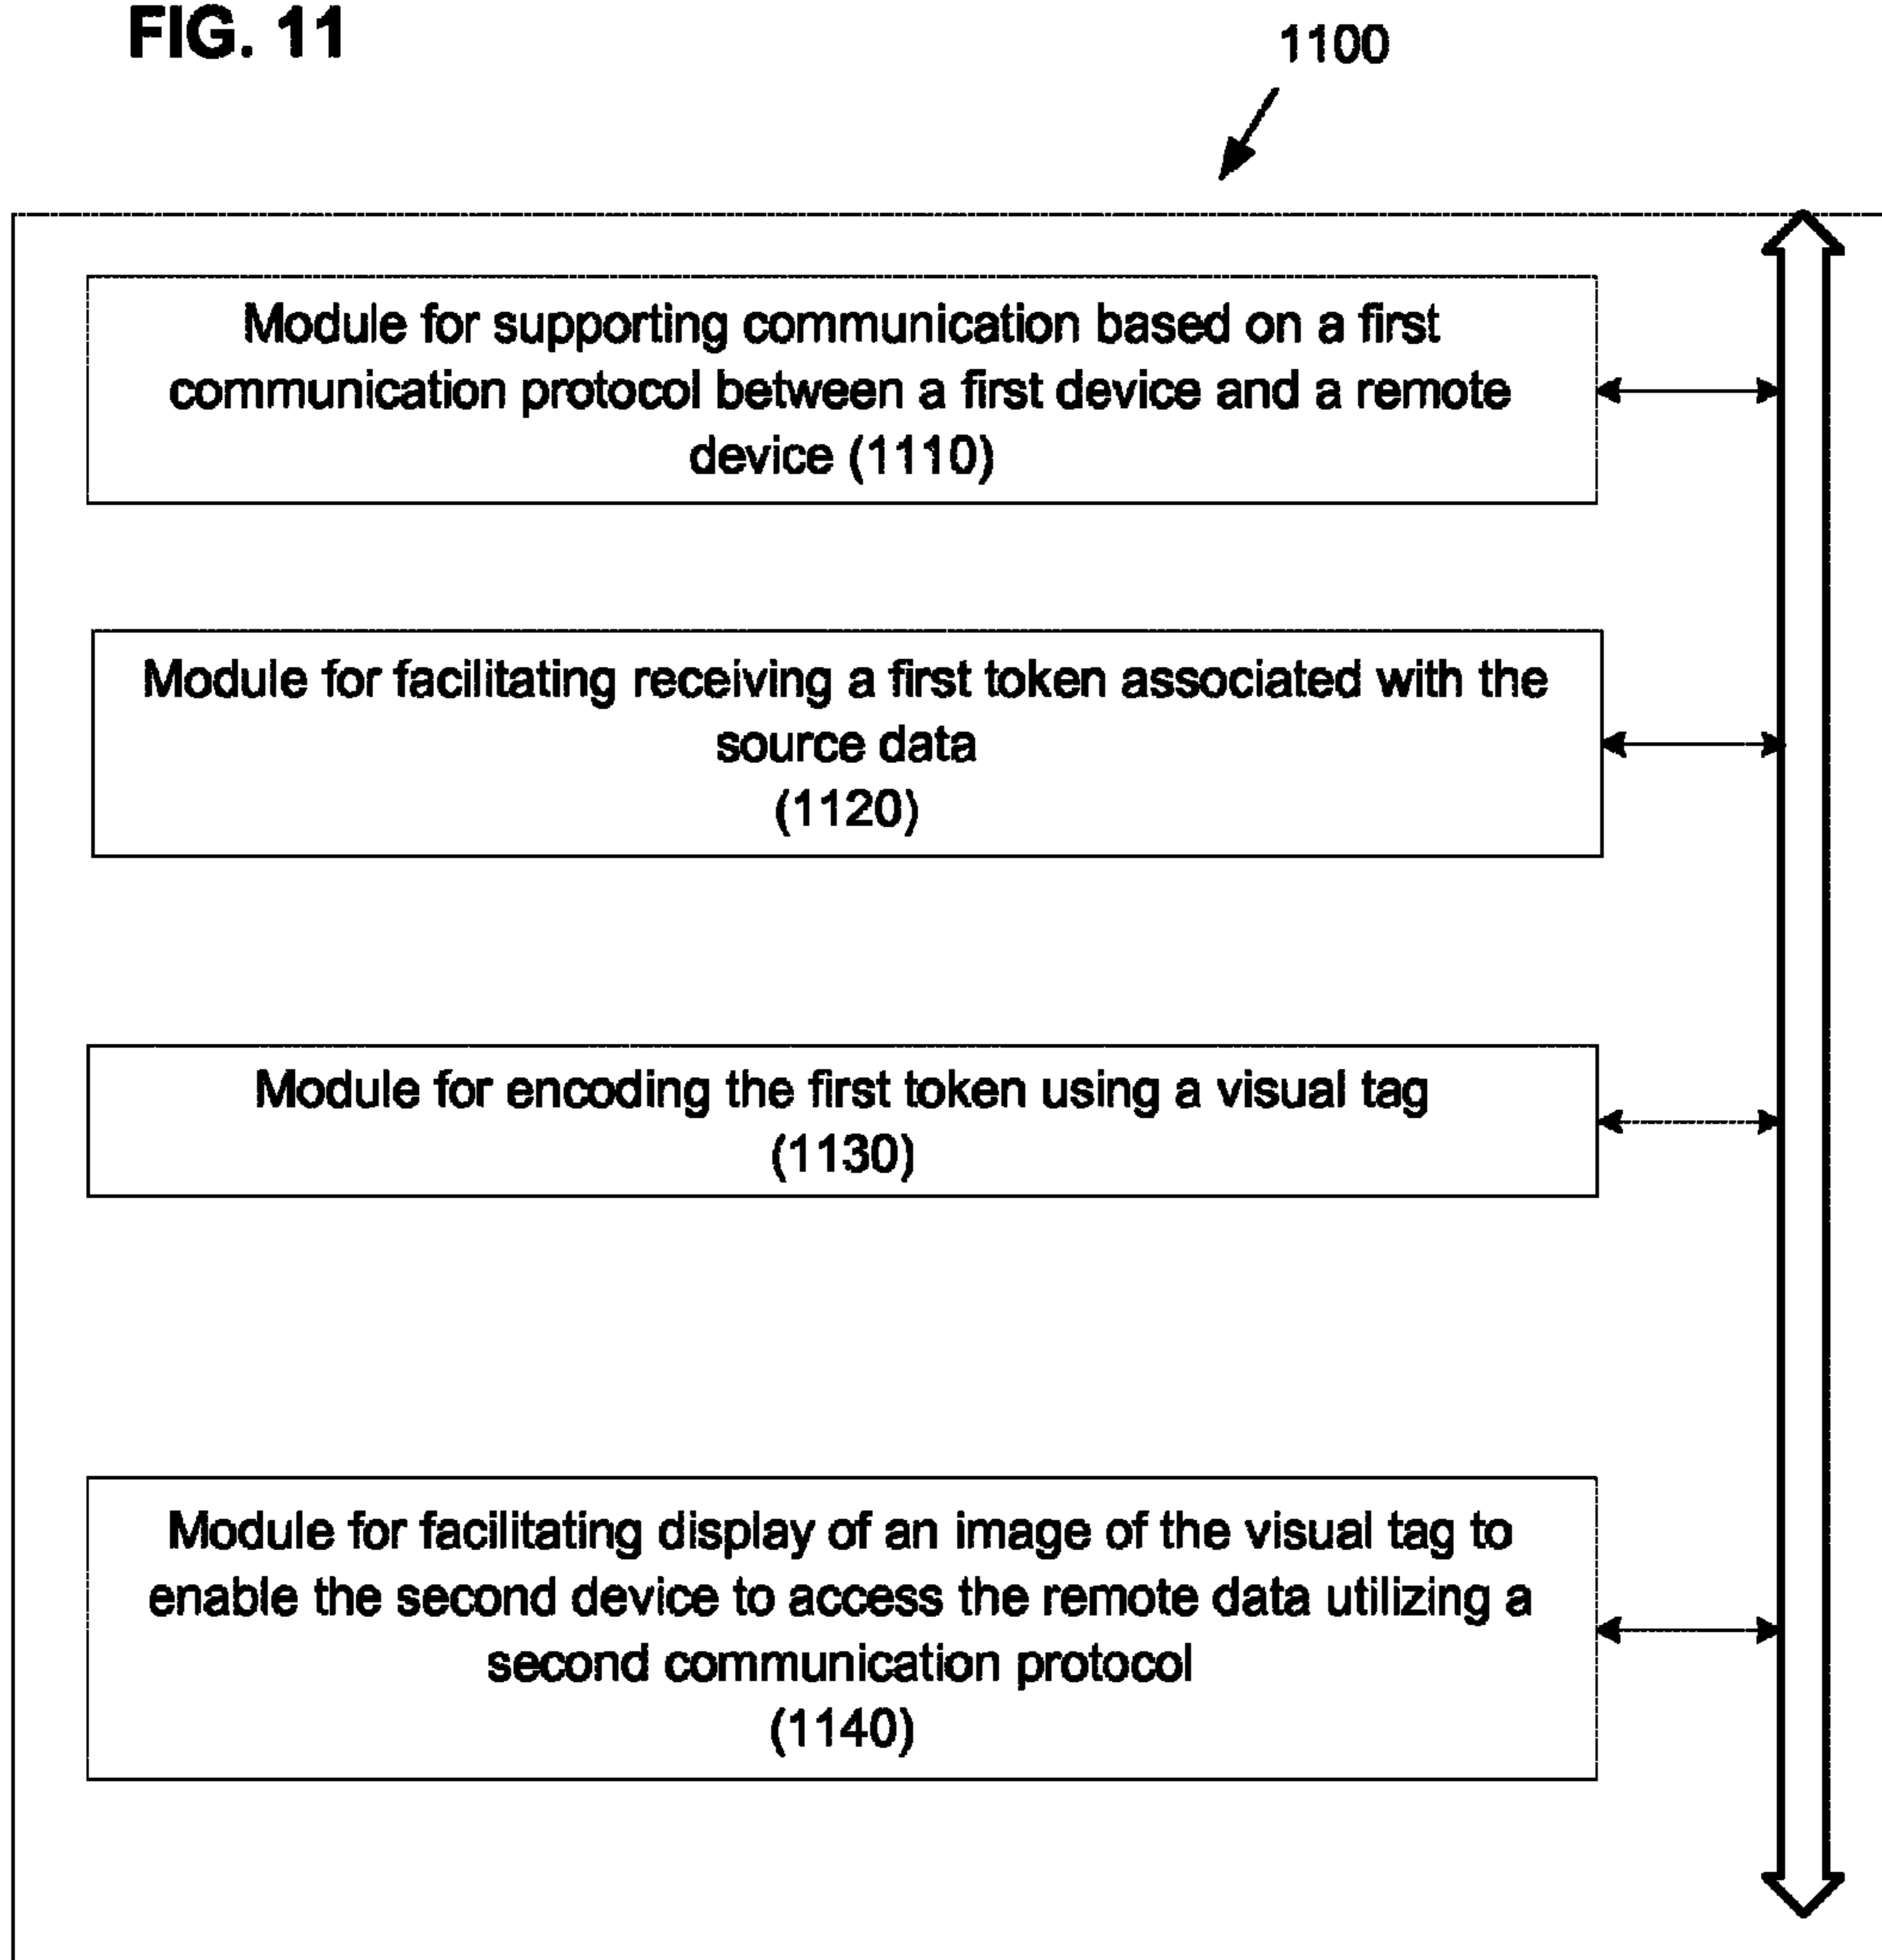 FIG. 11
1100
Module for supporting communication based on a first
communication protocol between a first device and a remote
device (1110)
Module for facilitating receiving a first token associated with the
source data
(1120)
Module for encoding the first token using a visual tag
(1130)
Module for facilitating display of an image of the visual tag to
enable the second device to access the remote data utilizing a
second communication protocol
(1140)